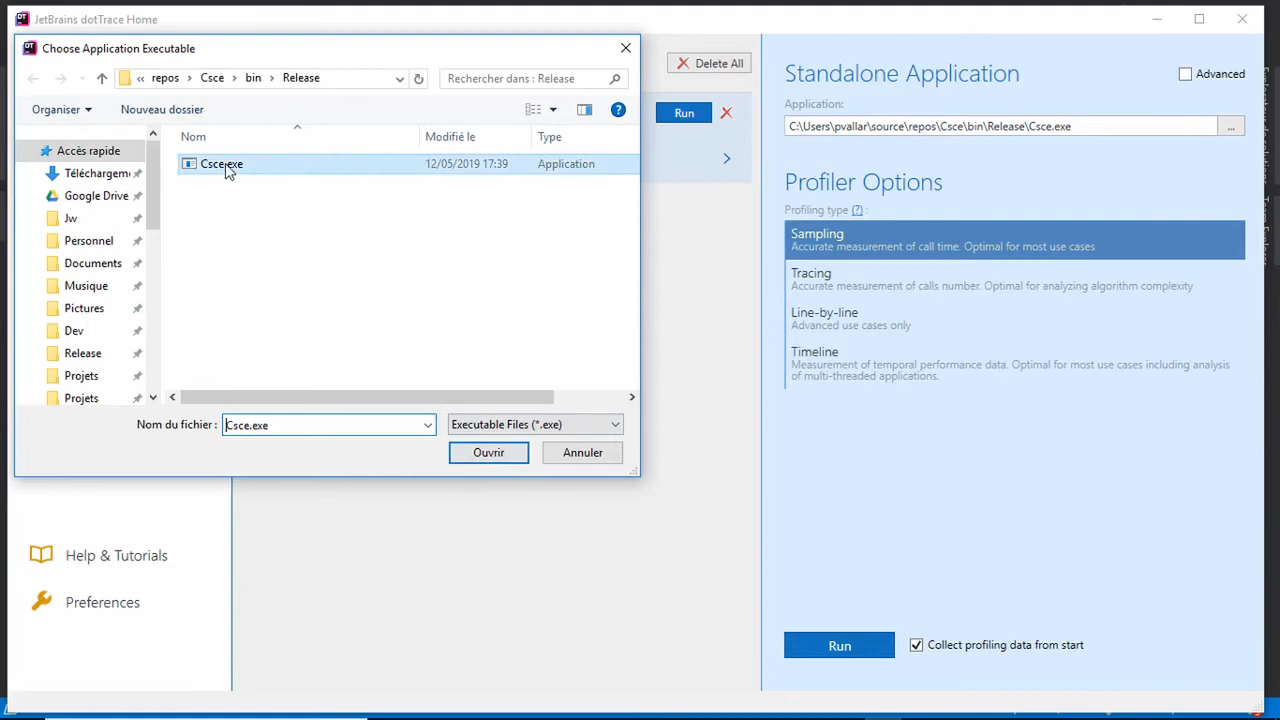 JetBrains dotTrace Home
Choose Application Executable
« repos > Csce > bin > Release
Rechercher dans : Release
Organiser
Nouveau dossier
Nom
Modifié le
Type
Accès rapide
Téléchargem
Google Drive
Jw
Personnel
Documents
Musique
Pictures
Dev
Release
Projets
Projets
Csce.exe
12/05/2019 17:39
Application
Nom du fichier :
Csce.exe
Executable Files (*.exe)
Ouvrir
Annuler
Help & Tutorials
Preferences
Delete All
Run
Standalone Application
Advanced
Application:
C:\Users\pvallar\source\repos\Csce\bin\Release\Csce.exe
...
Profiler Options
Profiling type (?) :
Sampling
Accurate measurement of call time. Optimal for most use cases
Tracing
Accurate measurement of calls number. Optimal for analyzing algorithm complexity
Line-by-line
Advanced use cases only
Timeline
Measurement of temporal performance data. Optimal for most use cases including analysis
of multi-threaded applications.
Run
Collect profiling data from start